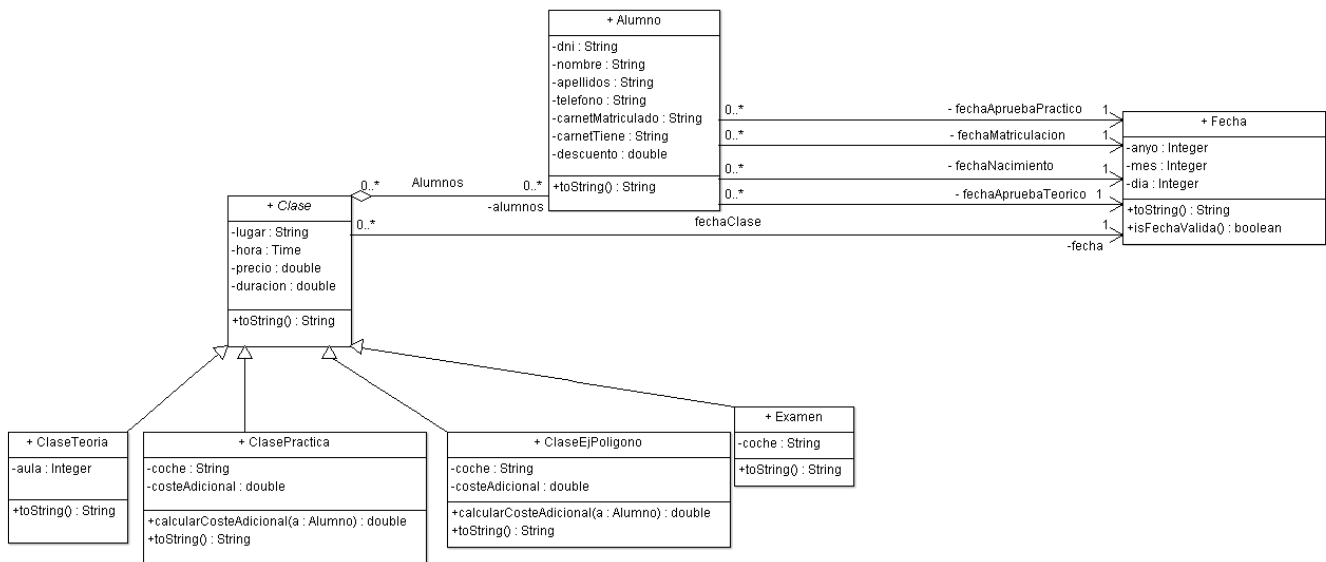 + Alumno
-dni : String
-nombre : String
-apellidos : String
-telefono : String
-carnetMatriculado : String
-carnetTiene : String
-descuento : double
+toString() : String
0..* - fechaApruebaPractico 1
0..* - fechaMatriculacion 1
0..* - fechaNacimiento 1
0..* - fechaApruebaTeorico 1
+ Fecha
-anyo : Integer
-mes : Integer
-dia : Integer
+toString() : String
+isFechaValida() : boolean
0..* Alumnos 0..*
-alumnos
0..* fechaClase 1
-fecha
+ Clase
-lugar : String
-hora : Time
-precio : double
-duracion : double
+toString() : String
+ ClaseTeoria
-aula : Integer
+toString() : String
+ ClasePractica
-coche : String
-costeAdicional : double
+calcularCosteAdicional(a : Alumno) : double
+toString() : String
+ ClaseEjPoligono
-coche : String
-costeAdicional : double
+calcularCosteAdicional(a : Alumno) : double
+toString() : String
+ Examen
-coche : String
+toString() : String